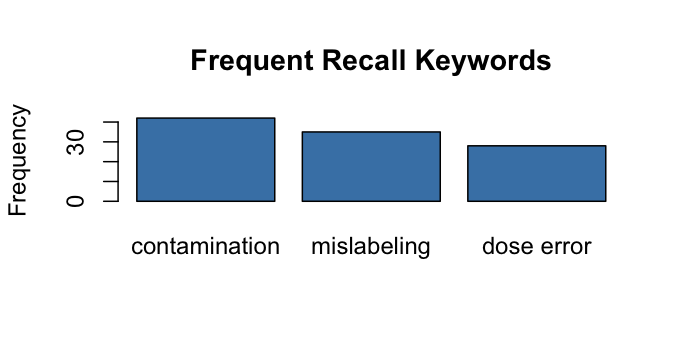 Frequent Recall Keywords
Frequency
30
0
contamination mislabeling dose error